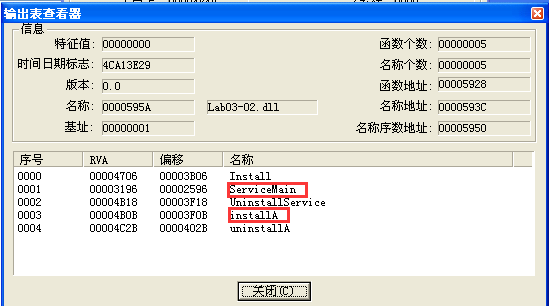 输出表查看器
信息
特征值: 00000000 函数个数: 00000005
时间日期标志: 4CA13E29 名称个数: 00000005
版本: 0.0 函数地址: 00005928
名称: 0000595A Lab03-02.dll 名称地址: 0000593C
基址: 00000001 名称序数地址: 00005950
序号 RVA 偏移 名称
0000 00004706 00003B06 Install
0001 00003196 00002596 ServiceMain
0002 00004B18 00003F18 UninstallService
0003 00004B0B 00003F0B installA
0004 00004C2B 0000402B uninstallA
关闭(C)